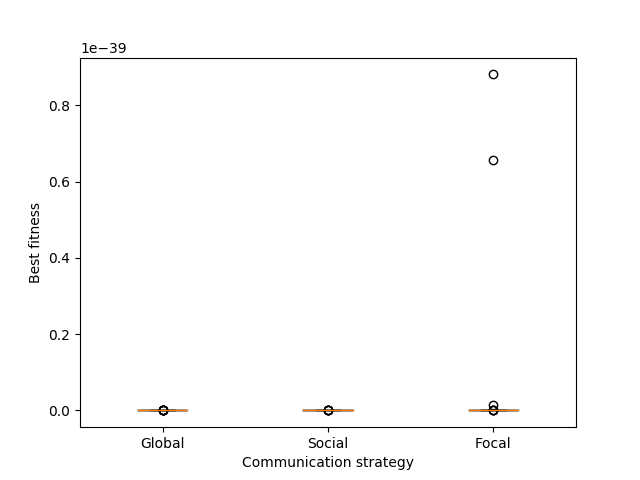 1e−39
0.8
0.6
0.4
0.2
0.0
Best fitness
Global
Social
Focal
Communication strategy